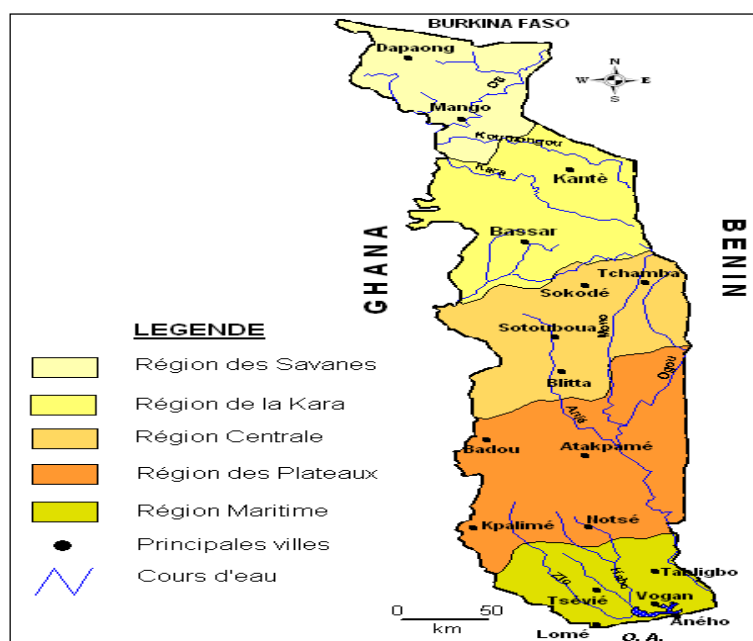 BURKINA FASO
Dapaong
N
W E
S
Oti
Mango
Koumongou
Kara
Kantè
GHANA
BENIN
Bassar
Tchamba
Sokodé
Sotouboua
Mono
Blitta
Ogou
Anié
Badou
Atakpamé
Kpalimé
Notsé
Zio
Haho
Tabligbo
Tsévié
Vogan
Aného
Lomé
O. A.
LEGENDE
Région des Savanes
Région de la Kara
Région Centrale
Région des Plateaux
Région Maritime
Principales villes
Cours d'eau
0 50
km